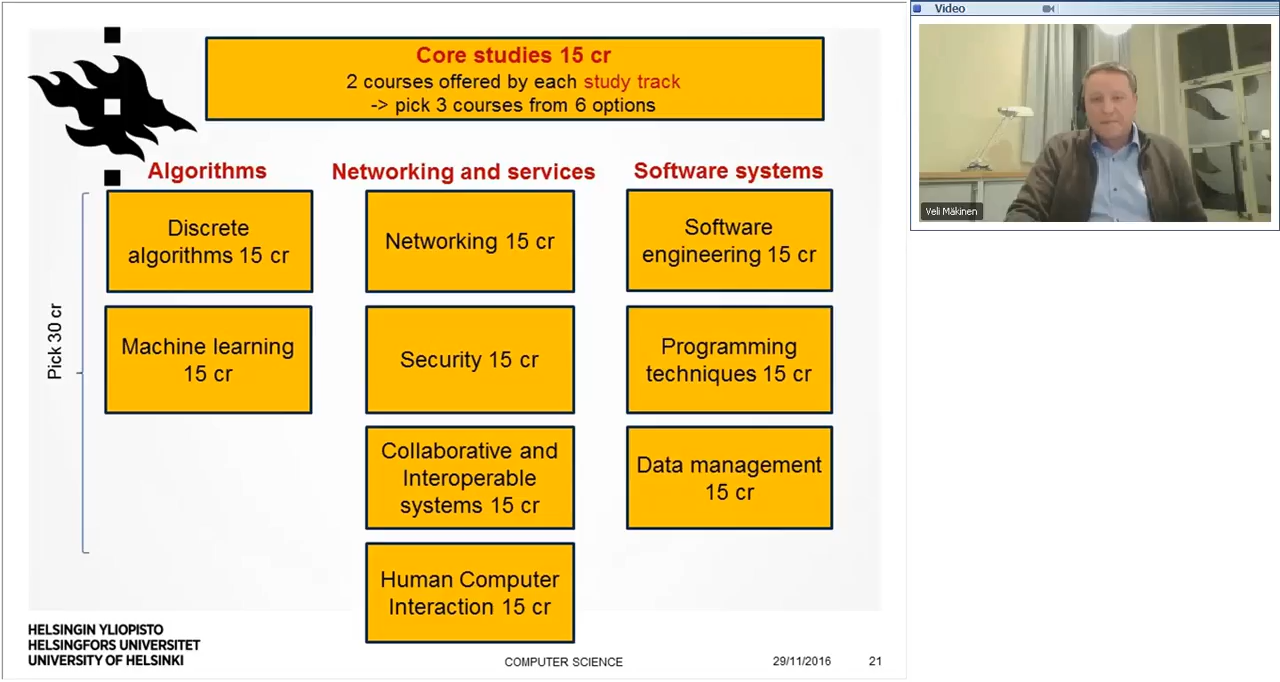 Core studies 15 cr
2 courses offered by each study track
-> pick 3 courses from 6 options
Algorithms
Networking and services
Software systems
Pick 30 cr
Discrete
algorithms 15 cr
Machine learning
15 cr
Networking 15 cr
Security 15 cr
Collaborative and
Interoperable
systems 15 cr
Human Computer
Interaction 15 cr
Software
engineering 15 cr
Programming
techniques 15 cr
Data management
15 cr
HELSINGIN YLIOPISTO
HELSINGFORS UNIVERSITET
UNIVERSITY OF HELSINKI
COMPUTER SCIENCE
29/11/2016
21
Video
Veli Mäkinen